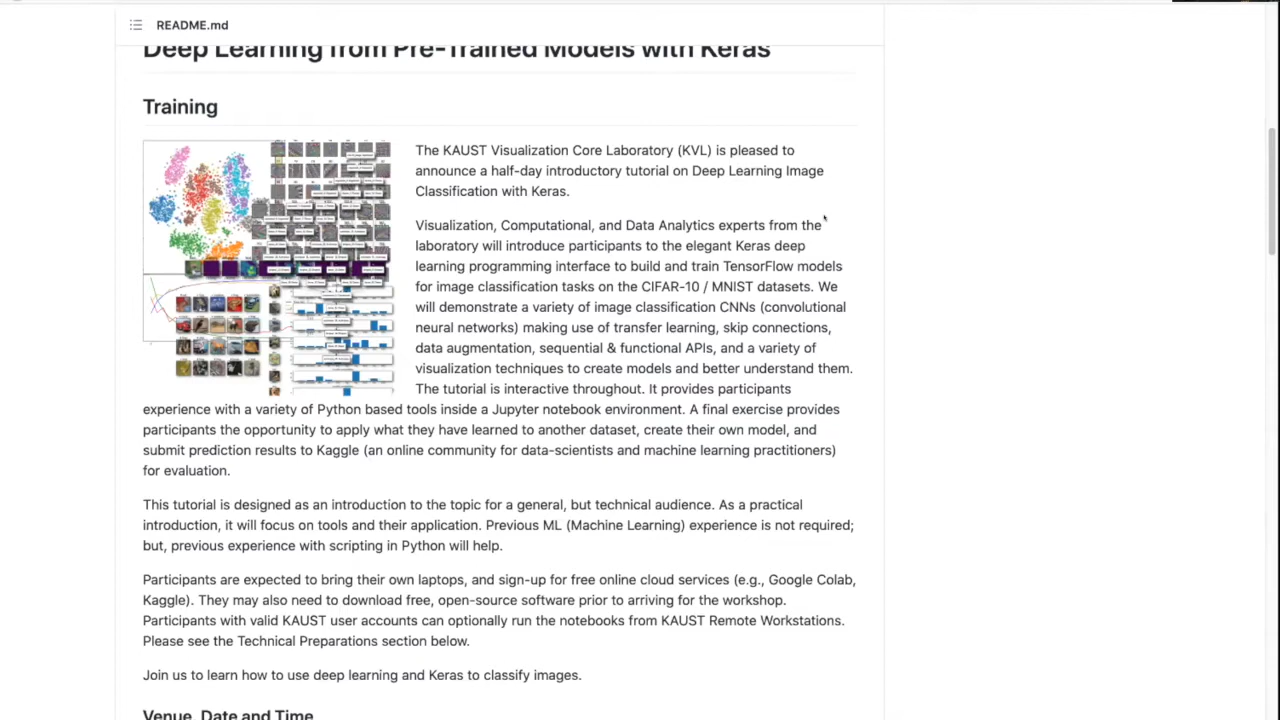 README.md
Deep Learning from Pre-Trained Models with Keras
Training
The KAUST Visualization Core Laboratory (KVL) is pleased to
announce a half-day introductory tutorial on Deep Learning Image
Classification with Keras.
Visualization, Computational, and Data Analytics experts from the
laboratory will introduce participants to the elegant Keras deep
learning programming interface to build and train TensorFlow models
for image classification tasks on the CIFAR-10 / MNIST datasets. We
will demonstrate a variety of image classification CNNs (convolutional
neural networks) making use of transfer learning, skip connections,
data augmentation, sequential & functional APIs, and a variety of
visualization techniques to create models and better understand them.
The tutorial is interactive throughout. It provides participants
experience with a variety of Python based tools inside a Jupyter notebook environment. A final exercise provides
participants the opportunity to apply what they have learned to another dataset, create their own model, and
submit prediction results to Kaggle (an online community for data-scientists and machine learning practitioners)
for evaluation.
This tutorial is designed as an introduction to the topic for a general, but technical audience. As a practical
introduction, it will focus on tools and their application. Previous ML (Machine Learning) experience is not required;
but, previous experience with scripting in Python will help.
Participants are expected to bring their own laptops, and sign-up for free online cloud services (e.g., Google Colab,
Kaggle). They may also need to download free, open-source software prior to arriving for the workshop.
Participants with valid KAUST user accounts can optionally run the notebooks from KAUST Remote Workstations.
Please see the Technical Preparations section below.
Join us to learn how to use deep learning and Keras to classify images.
Venue, Date and Time